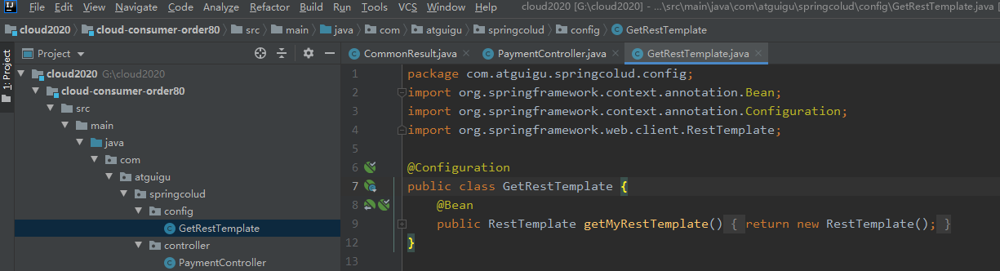 File Edit View Navigate Code Analyze Refactor Build Run Tools VCS Window Help cloud2020 [G:\cloud2020] - ...\src\main\java\com\atguigu\springcolud\config\GetRestTemplate.java [
cloud2020 cloud-consumer-order80 src main java com atguigu springcolud config GetRestTemplate
1: Project
Project
CommonResult.java PaymentController.java GetRestTemplate.java
cloud2020 G:\cloud2020
cloud-consumer-order80
src
main
java
com
atguigu
springcolud
config
GetRestTemplate
controller
PaymentController
1 package com.atguigu.springcolud.config;
2 import org.springframework.context.annotation.Bean;
3 import org.springframework.context.annotation.Configuration;
4 import org.springframework.web.client.RestTemplate;
5
6 @Configuration
7 public class GetRestTemplate {
8 @Bean
9 public RestTemplate getMyRestTemplate() { return new RestTemplate(); }
12 }
13